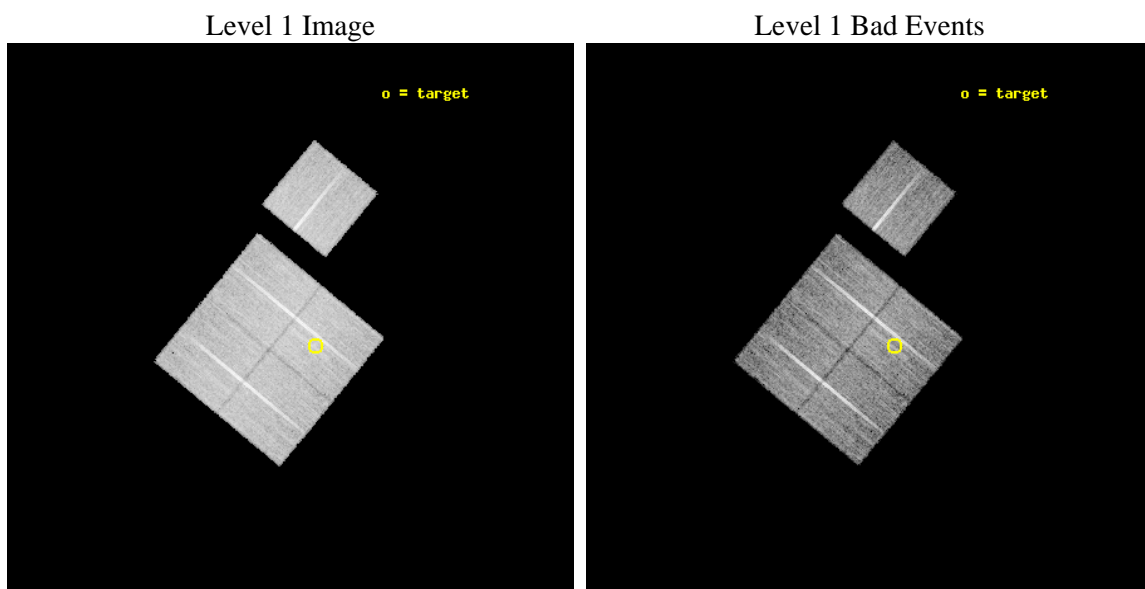 Level 1 Image
Level 1 Bad Events
o = target
o = target